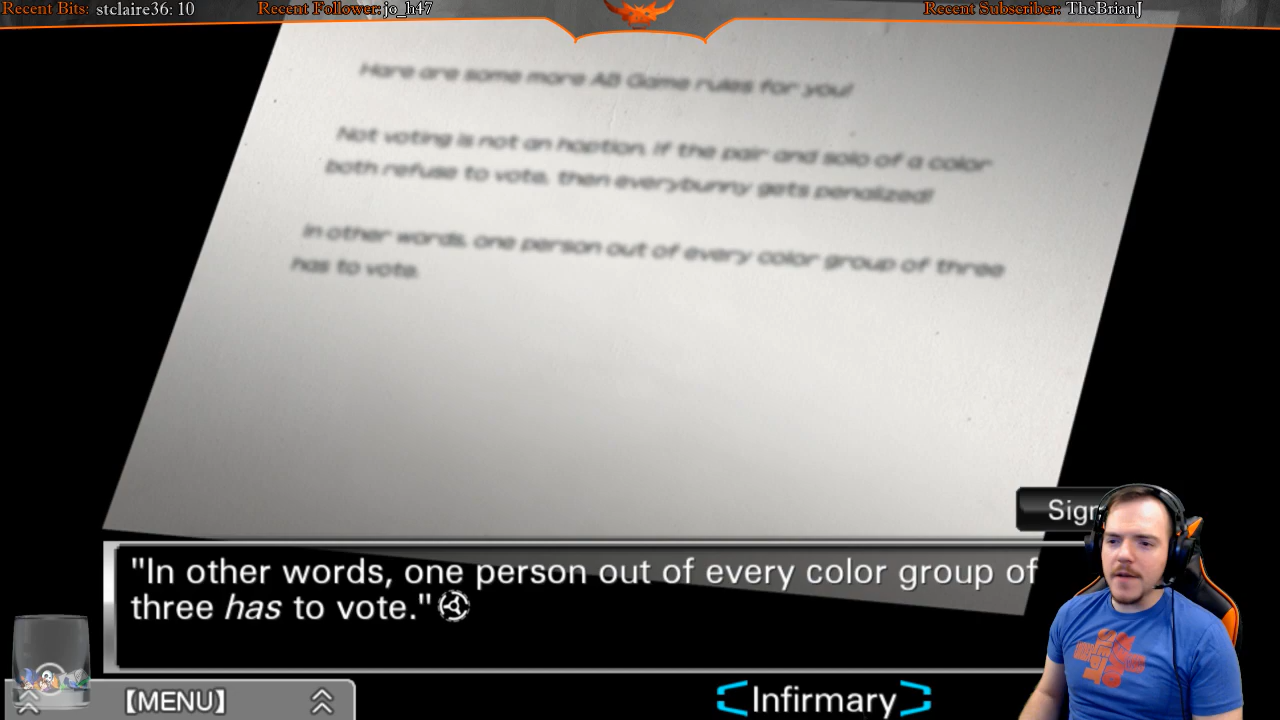 Recent Bits: stclaire36: 10
Recent Follower: jo_h47
Recent Subscriber: TheBrianJ
Here are some more AB Game rules for you!
Not voting is not an hoption. If the pair and solo of a color
both refuse to vote, then everybunny gets penalized!
In other words, one person out of every color group of three
has to vote.
Sign
"In other words, one person out of every color group of
three has to vote."
【MENU】
Infirmary